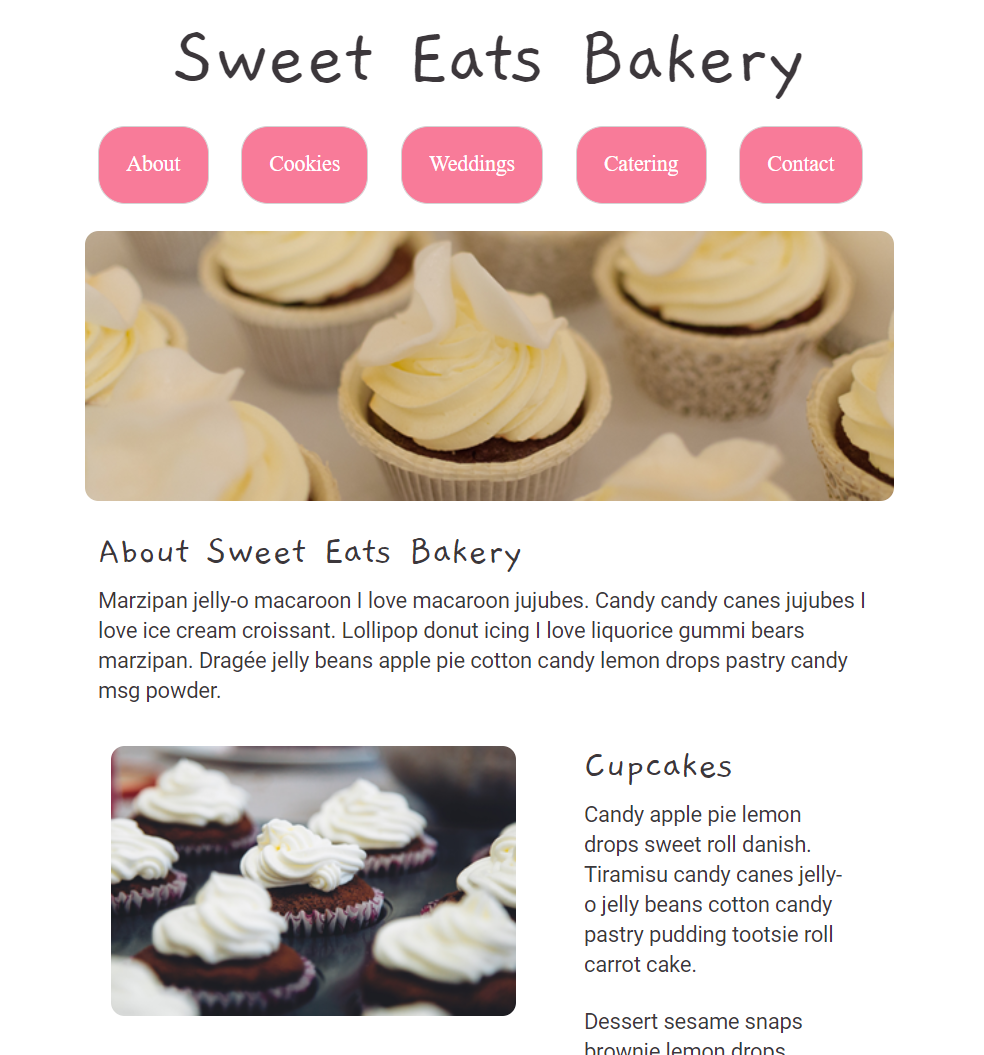 Sweet Eats Bakery
About Cookies Weddings Catering Contact
About Sweet Eats Bakery
Marzipan jelly-o macaroon I love macaroon jujubes. Candy candy canes jujubes I
love ice cream croissant. Lollipop donut icing I love liquorice gummi bears
marzipan. Dragée jelly beans apple pie cotton candy lemon drops pastry candy
msg powder.
Cupcakes
Candy apple pie lemon
drops sweet roll danish.
Tiramisu candy canes jelly-
o jelly beans cotton candy
pastry pudding tootsie roll
carrot cake.
Dessert sesame snaps
brownie lemon drops